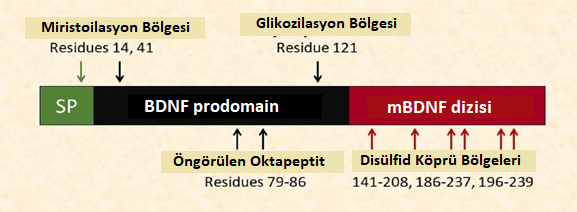 Miristoilasyon Bölgesi
Residues 14, 41
Glikozilasyon Bölgesi
Residue 121
SP
BDNF prodomain
mBDNF dizisi
Öngörülen Oktapeptit
Residues 79-86
Disülfid Köprü Bölgeleri
141-208, 186-237, 196-239